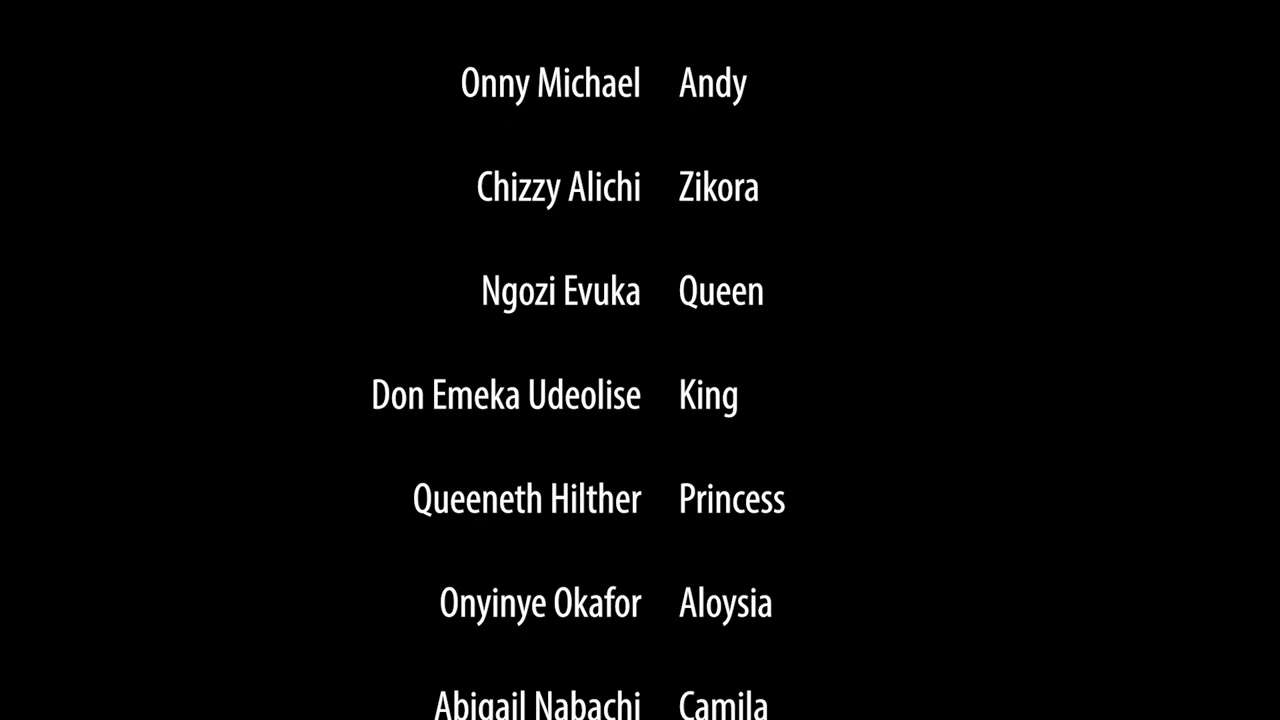 Onny Michael Andy
Chizzy Alichi Zikora
Ngozi Evuka Queen
Don Emeka Udeolise King
Queeneth Hilther Princess
Onyinye Okafor Aloysia
Abigail Nabachi Camila